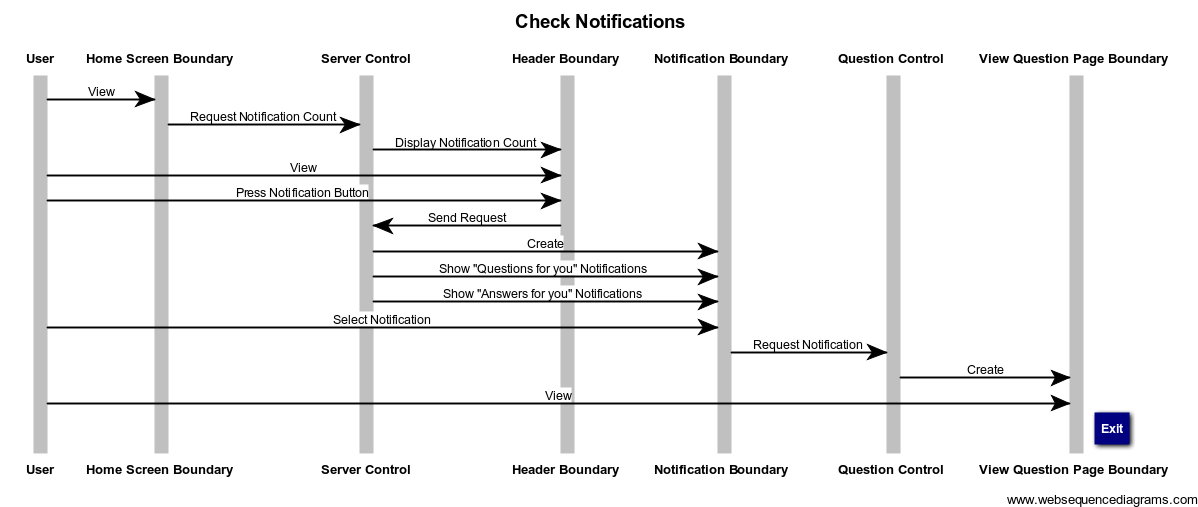 Check Notifications
User Home Screen Boundary Server Control Header Boundary Notification Boundary Question Control View Question Page Boundary
View
Request Notification Count
Display Notification Count
View
Press Notification Button
Send Request
Create
Show "Questions for you" Notifications
Show "Answers for you" Notifications
Select Notification
Request Notification
Create
View
Exit
User Home Screen Boundary Server Control Header Boundary Notification Boundary Question Control View Question Page Boundary
www.websequencediagrams.com